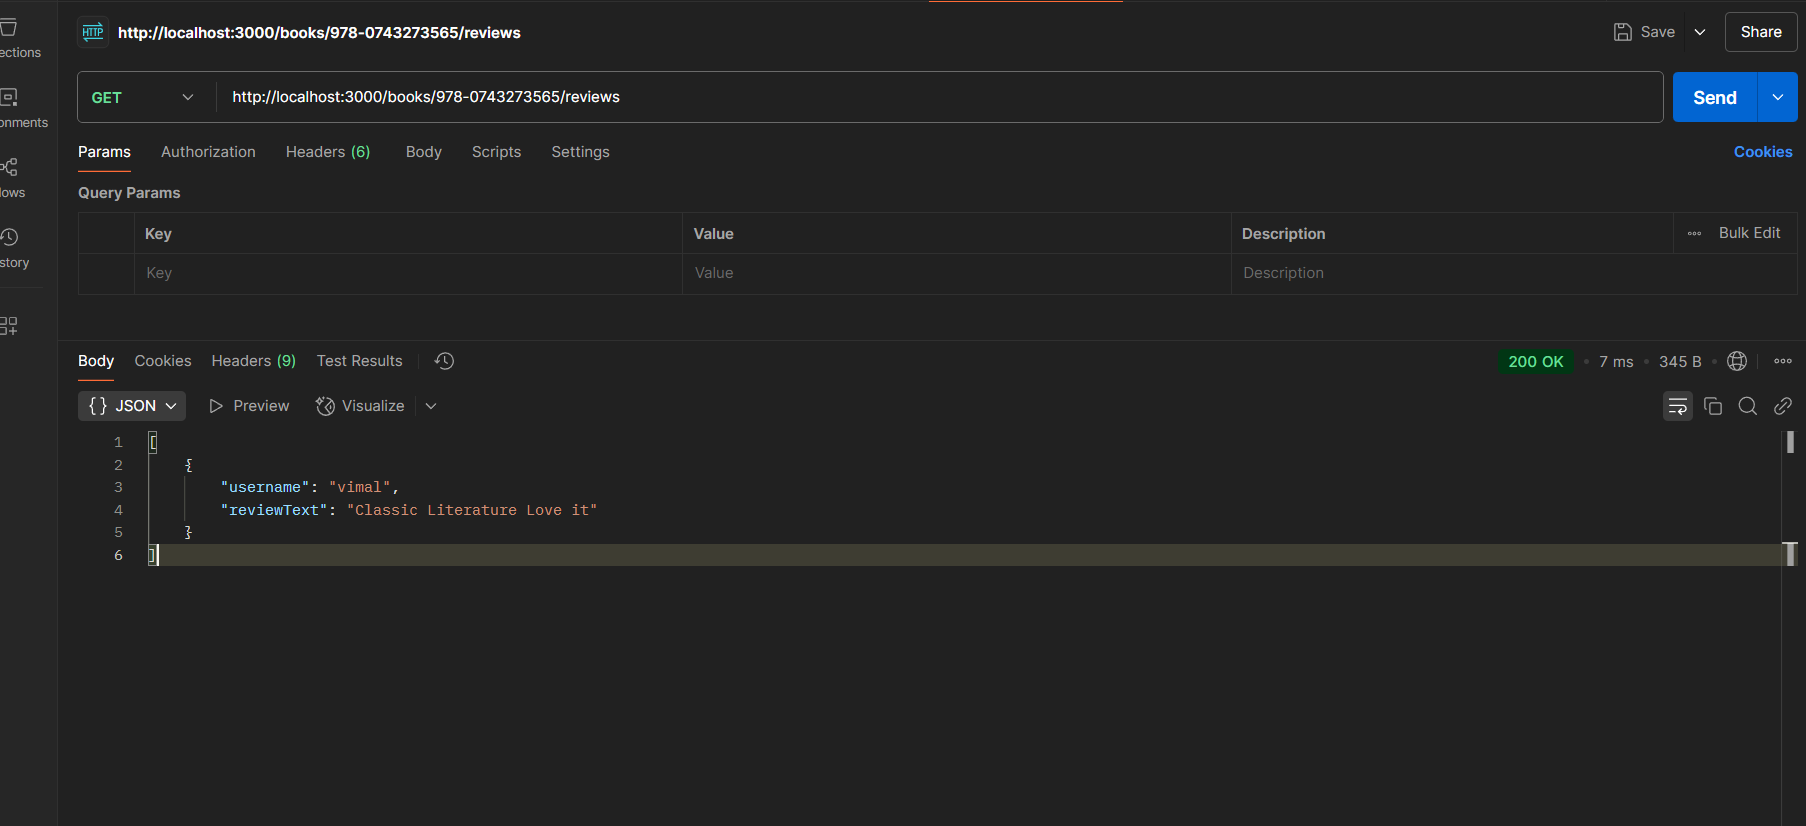 HTTP http://localhost:3000/books/978-0743273565/reviews Save Share
ections
GET http://localhost:3000/books/978-0743273565/reviews Send
onments
Params Authorization Headers (6) Body Scripts Settings Cookies
lows
Query Params
Key Value Description Bulk Edit
story
Key Value Description
Body Cookies Headers (9) Test Results 200 OK 7 ms 345 B
{} JSON Preview Visualize
1 [
2 {
3 "username": "vimal",
4 "reviewText": "Classic Literature Love it"
5 }
6 ]